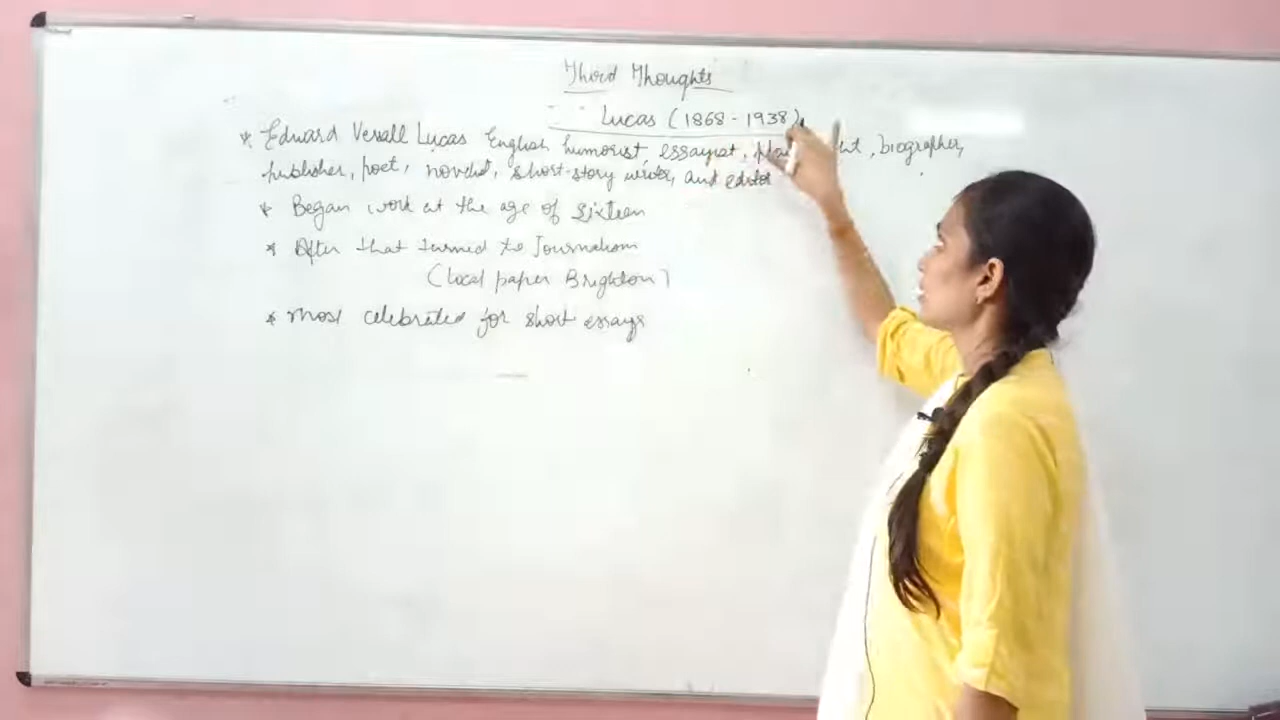 Third Thoughts
Lucas (1868 - 1938)
* Edward Verall Lucas English humorist, essayist, biographer,
publisher, poet, novelist, short-story writer, and editor
* Began work at the age of sixteen
* After that turned to Journalism
(local paper Brighton)
* Most celebrated for short essays